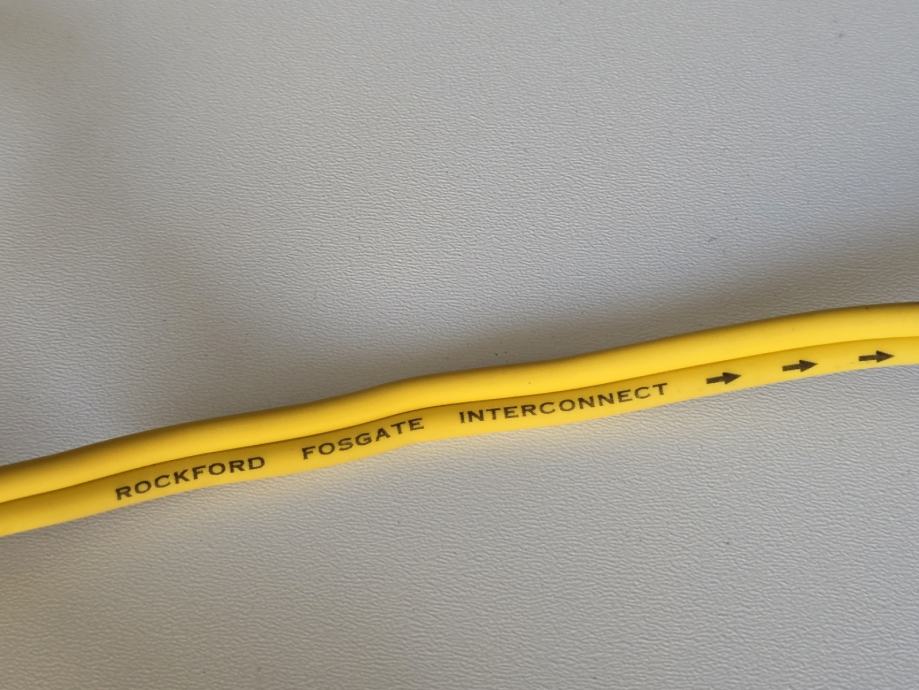 ROCKFORD FOSGATE INTERCONNECT → → →